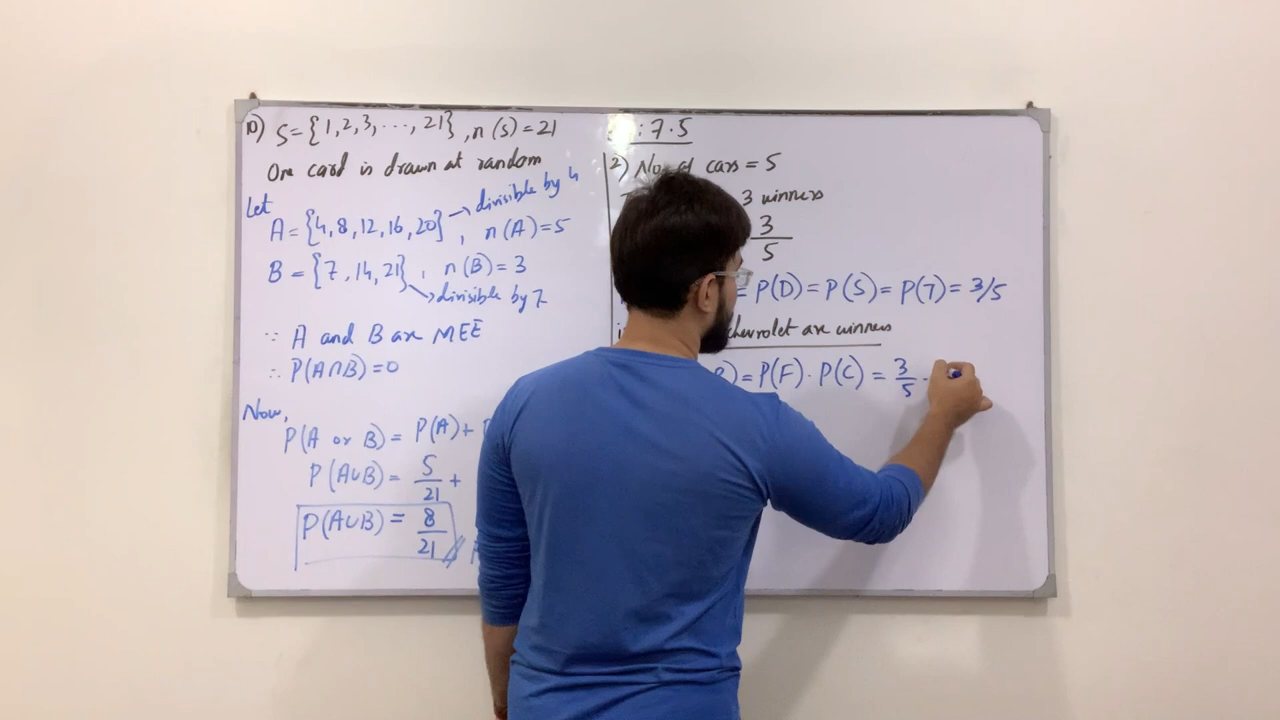 10) S = {1,2,3, ..., 21}, n(S) = 21
One card is drawn at random
Let
A = {4, 8, 12, 16, 20} → divisible by 4
, n(A) = 5
B = {7, 14, 21}, n(B) = 3
→ divisible by 7
∵ A and B are MEE
∴ P(A∩B) = 0
Now,
P(A or B) = P(A) +
P(A∪B) = 5/21 +
P(A∪B) = 8/21
: 7.5
2) No. of cars = 5
3 winners
3/5
= P(D) = P(S) = P(T) = 3/5
chevrolet are winners
) = P(F) · P(C) = 3/5 ·